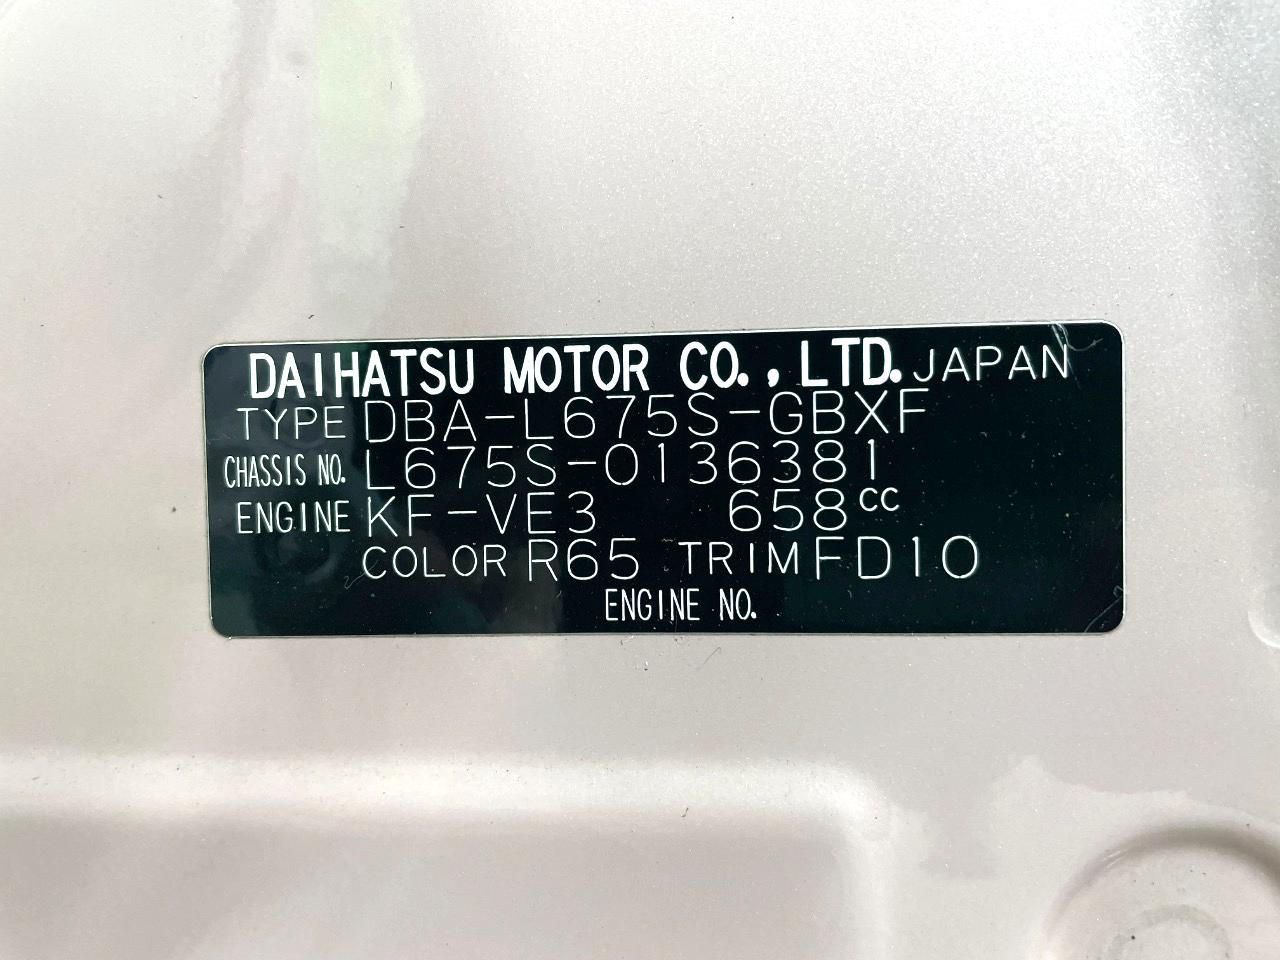 DAIHATSU MOTOR CO., LTD. JAPAN
TYPE DBA-L675S-GBXF
CHASSIS NO. L675S-0136381
ENGINE KF-VE3 658cc
COLOR R65 TRIM FD10
ENGINE NO.